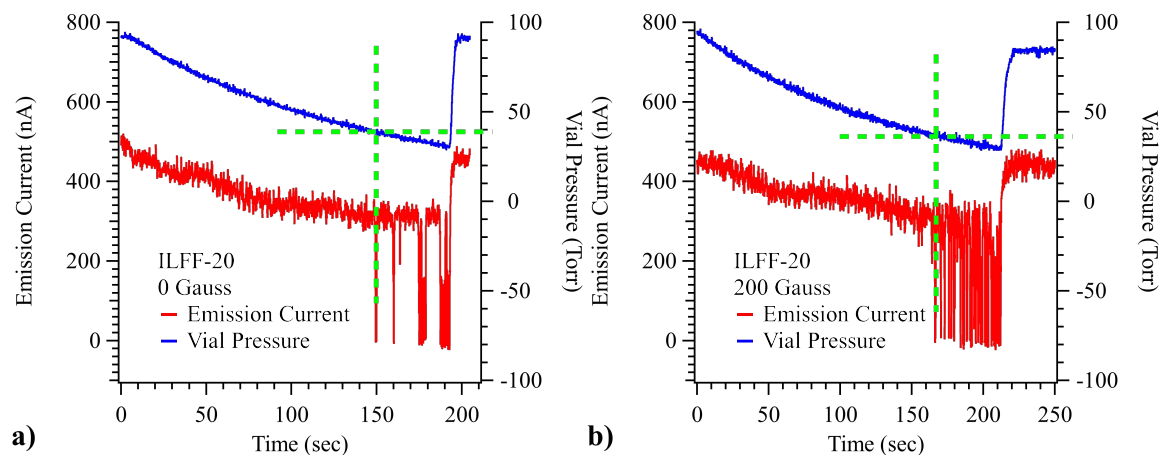 800
600
400
200
0
Emission Current (nA)
100
50
0
-50
-100
Vial Pressure (Torr)
ILFF-20
0 Gauss
Emission Current
Vial Pressure
0
50
100
150
200
Time (sec)
a)
800
600
400
200
0
Emission Current (nA)
100
50
0
-50
-100
Vial Pressure (Torr)
ILFF-20
200 Gauss
Emission Current
Vial Pressure
0
50
100
150
200
250
Time (sec)
b)